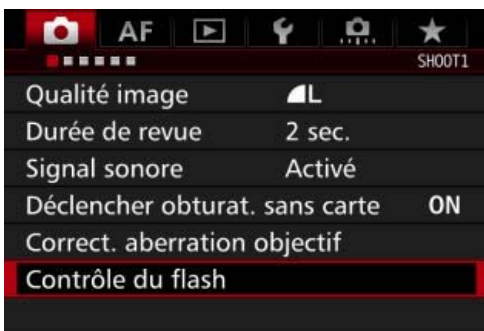 AF
SHOOT1
Qualité image L
Durée de revue 2 sec.
Signal sonore Activé
Déclencher obturat. sans carte ON
Correct. aberration objectif
Contrôle du flash